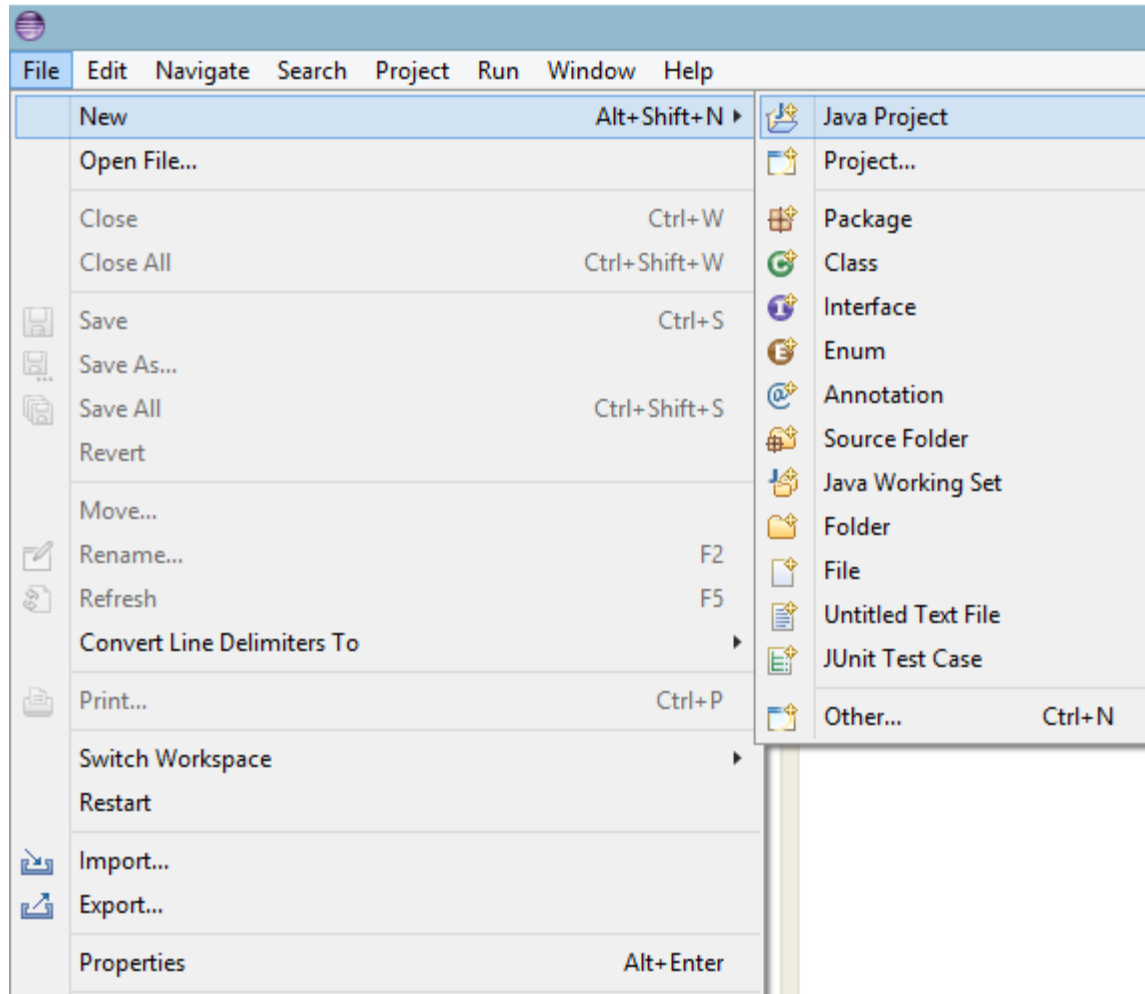 File Edit Navigate Search Project Run Window Help
New Alt+Shift+N
Open File...
Close Ctrl+W
Close All Ctrl+Shift+W
Save Ctrl+S
Save As...
Save All Ctrl+Shift+S
Revert
Move...
Rename... F2
Refresh F5
Convert Line Delimiters To
Print... Ctrl+P
Switch Workspace
Restart
Import...
Export...
Properties Alt+Enter
Java Project
Project...
Package
Class
Interface
Enum
Annotation
Source Folder
Java Working Set
Folder
File
Untitled Text File
JUnit Test Case
Other... Ctrl+N